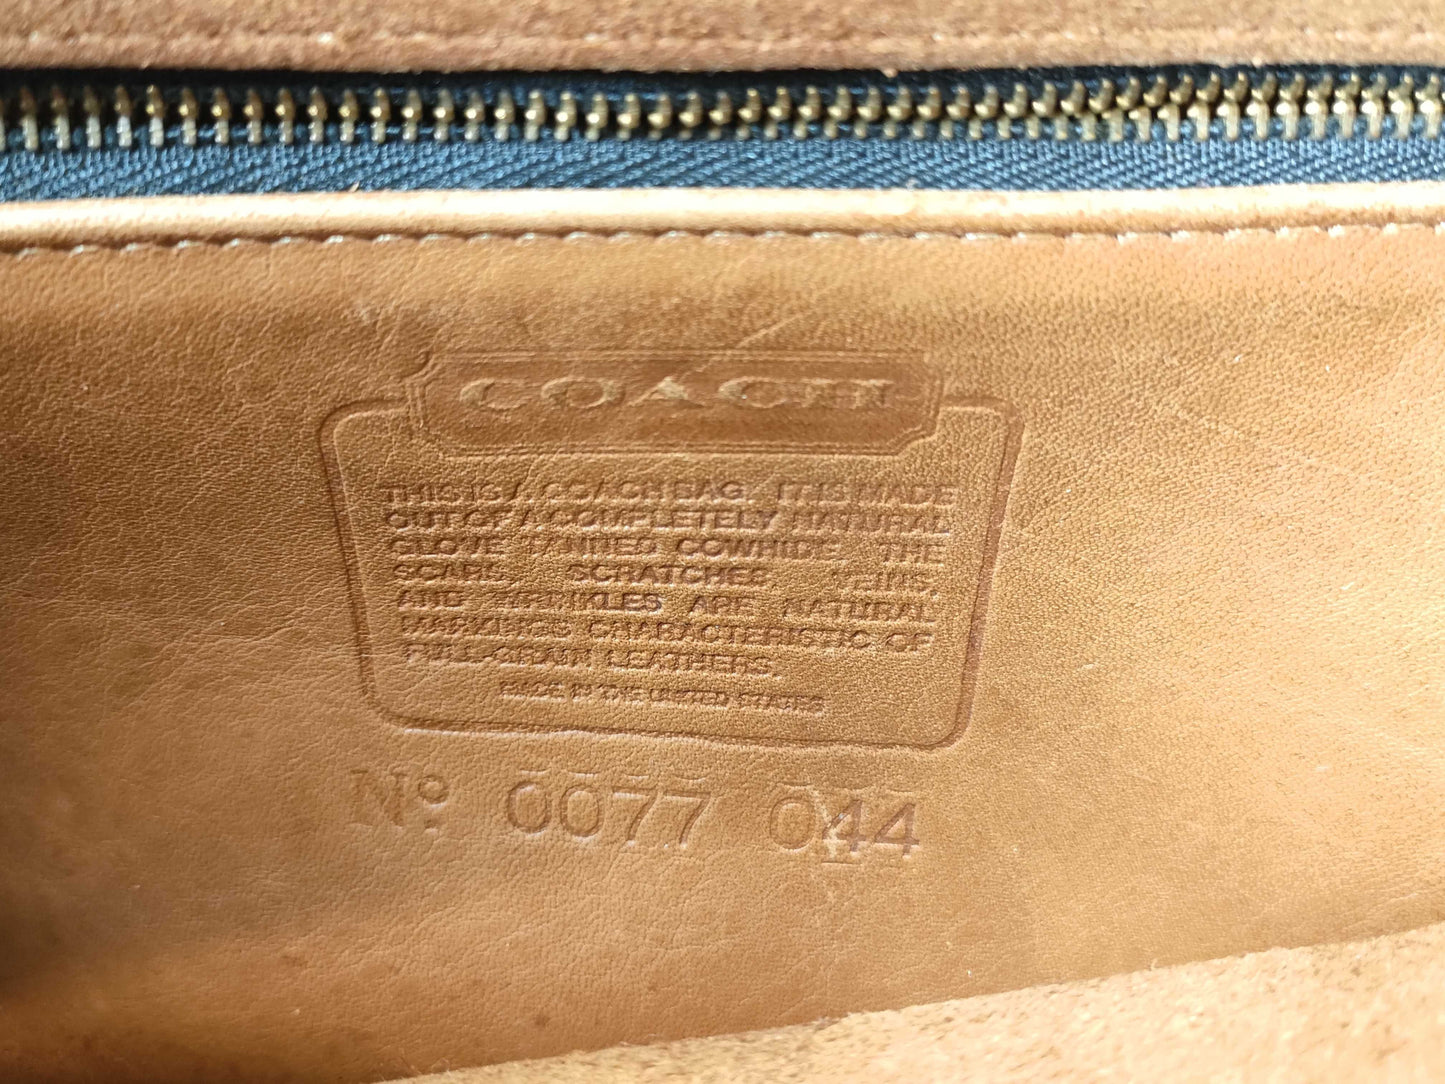 COACH
THIS IS A COACH BAG. IT IS MADE
OUT OF A COMPLETELY NATURAL
GLOVE TANNED COWHIDE. THE
SCARS, SCRATCHES, VEINS,
AND WRINKLES ARE NATURAL
MARKINGS CHARACTERISTIC OF
FULL-GRAIN LEATHERS.
MADE IN THE UNITED STATES
No. 0077 044